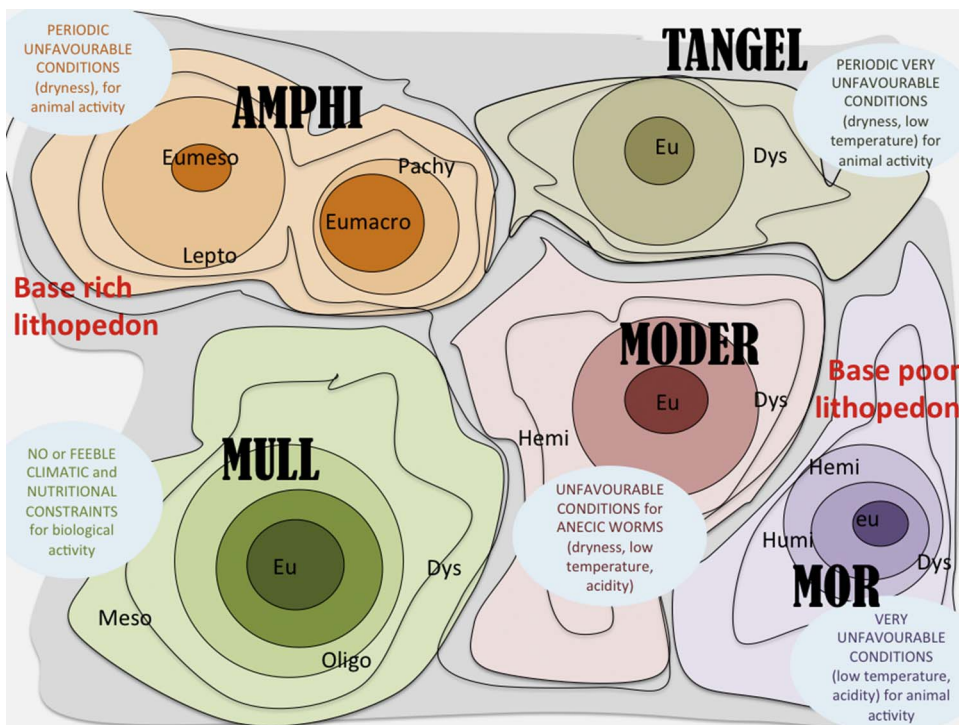 PERIODIC
UNFAVOURABLE
CONDITIONS
(dryness), for
animal activity
AMPHI
Eumeso
Pachy
Eumacro
Lepto
TANGEL
Eu
Dys
PERIODIC VERY
UNFAVOURABLE
CONDITIONS
(dryness, low
temperature) for
animal activity
Base rich
lithopedon
MODER
Eu
Dys
Hemi
UNFAVOURABLE
CONDITIONS for
ANECIC WORMS
(dryness, low
temperature,
acidity)
Base poor
lithopedon
NO or FEEBLE
CLIMATIC and
NUTRITIONAL
CONSTRAINTS
for biological
activity
MULL
Eu
Dys
Meso
Oligo
Hemi
eu
Humi
Dys
MOR
VERY
UNFAVOURABLE
CONDITIONS
(low temperature,
acidity) for animal
activity